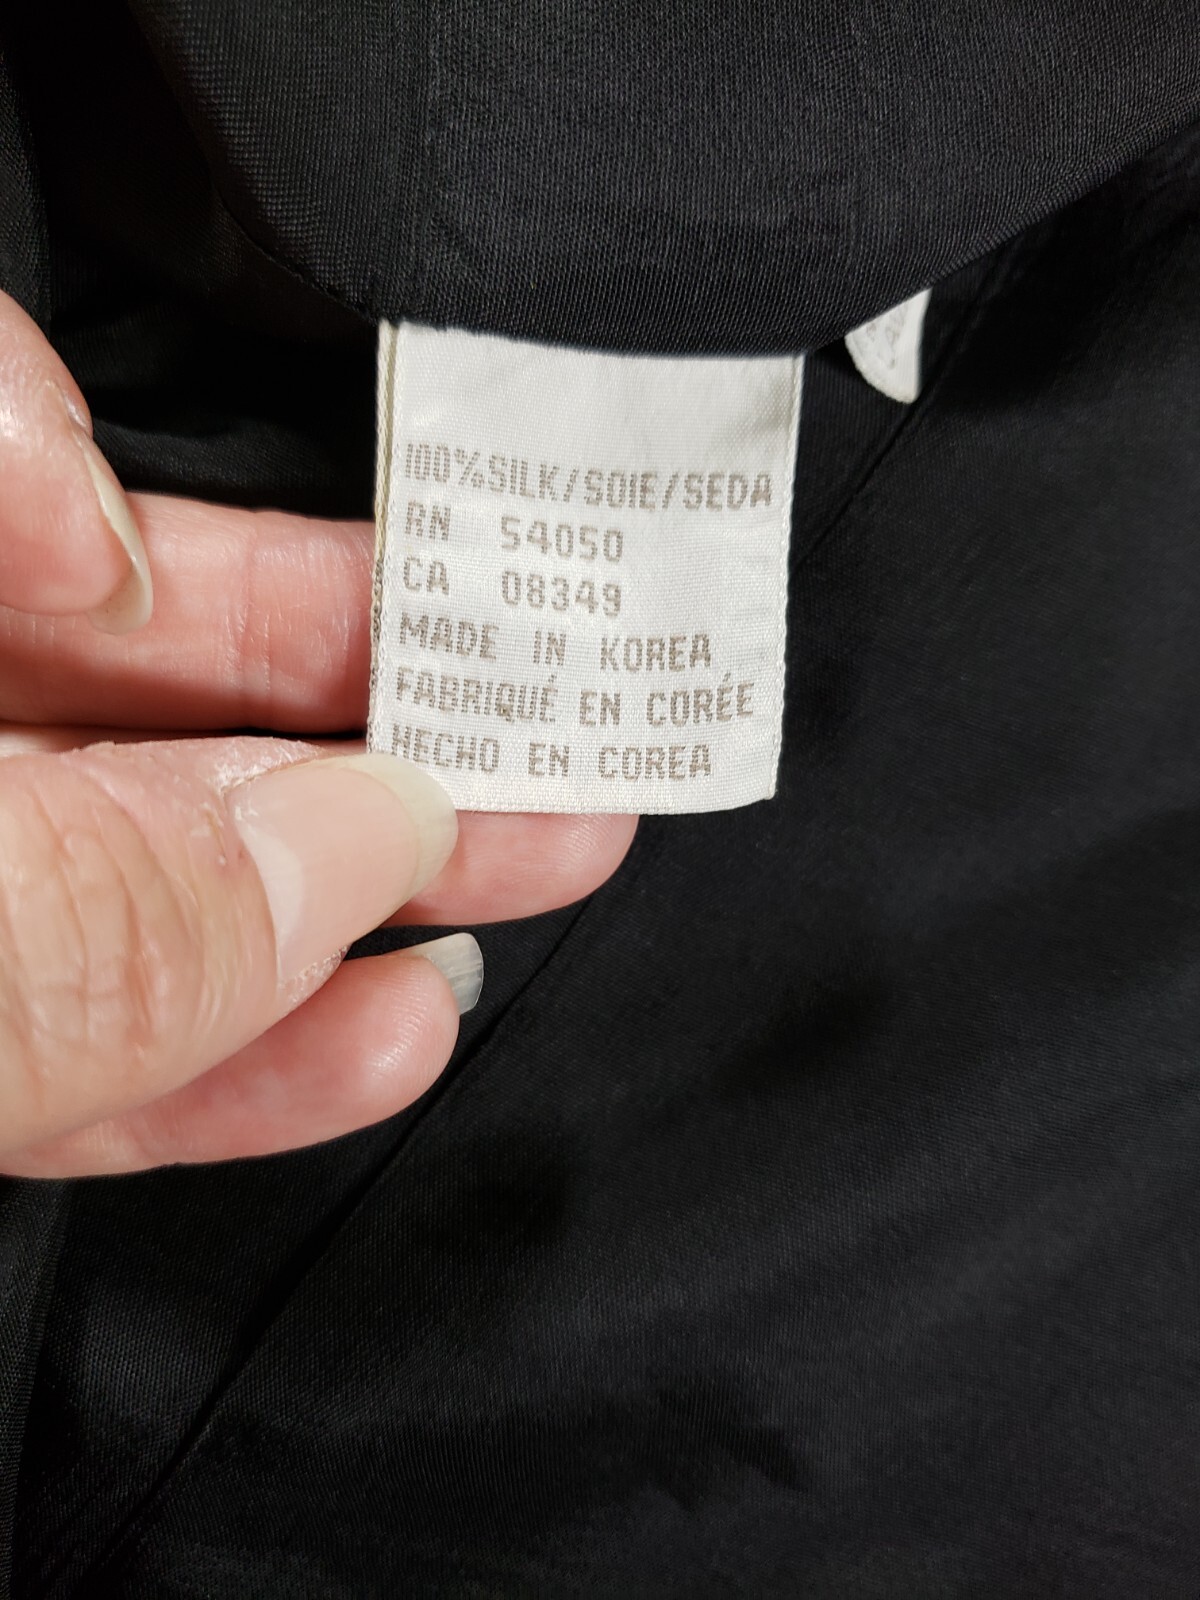 100%SILK/SOIE/SEDA
RN 54050
CA 08349
MADE IN KOREA
FABRIQUÉ EN CORÉE
HECHO EN COREA